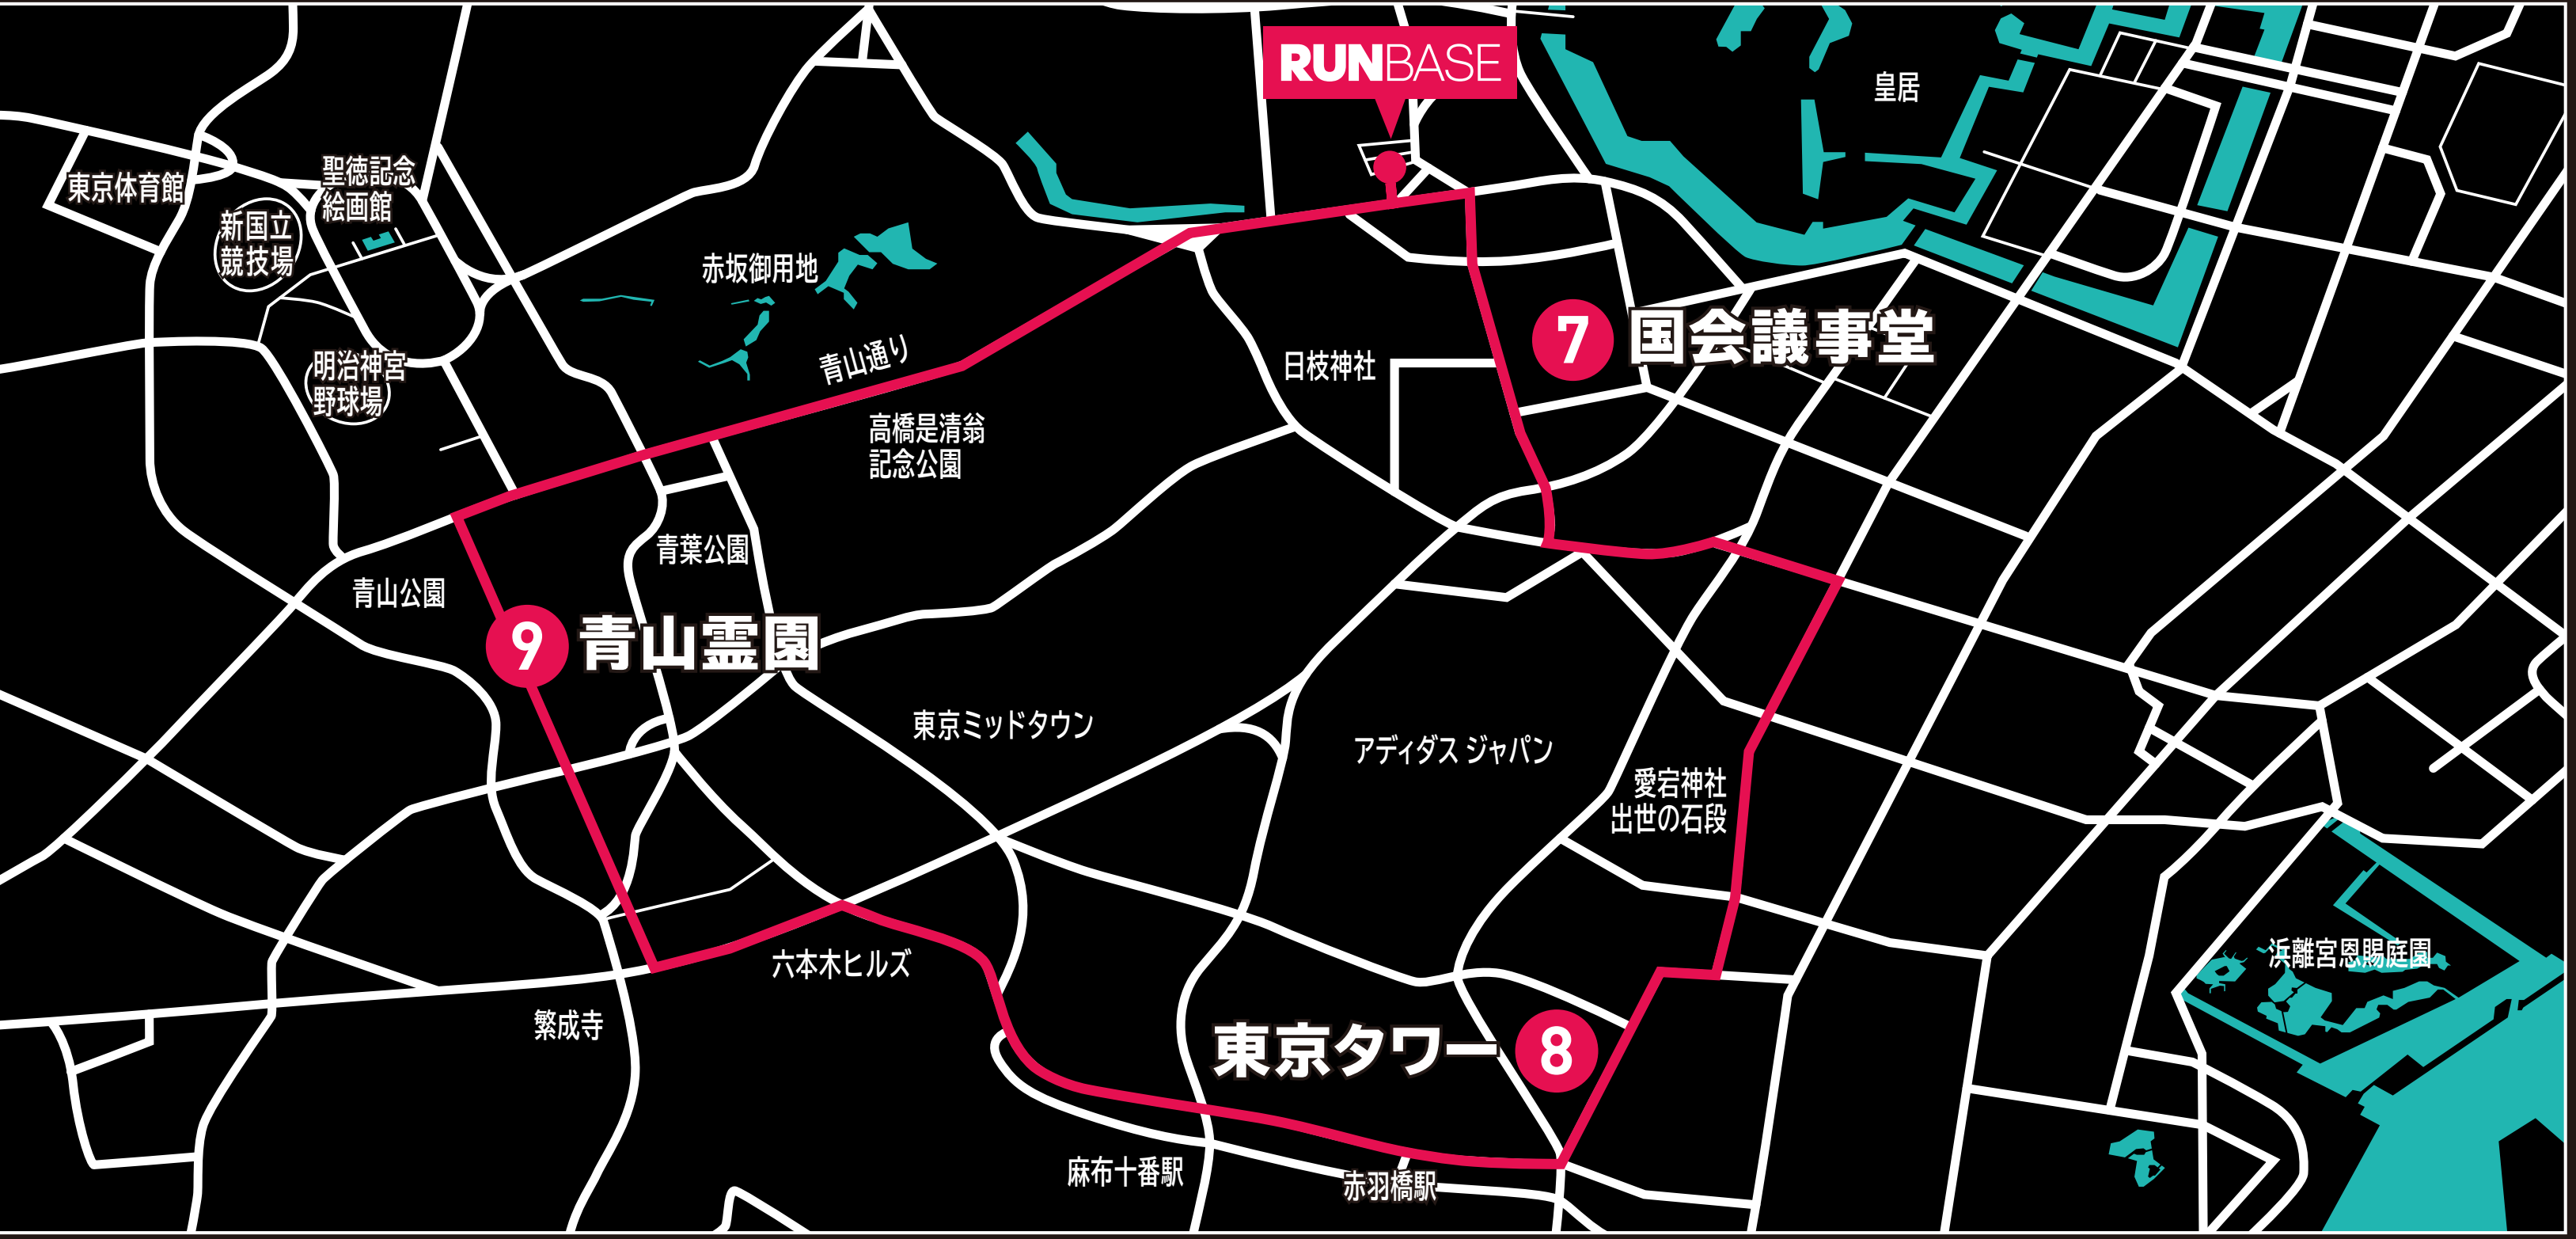 RUNBASE
皇居
聖徳記念
絵画館
東京体育館
新国立
競技場
赤坂御用地
青山通り
7 国会議事堂
明治神宮
野球場
日枝神社
高橋是清翁
記念公園
青葉公園
青山公園
9 青山霊園
東京ミッドタウン
アディダス ジャパン
愛宕神社
出世の石段
六本木ヒルズ
浜離宮恩賜庭園
繁成寺
東京タワー 8
麻布十番駅
赤羽橋駅